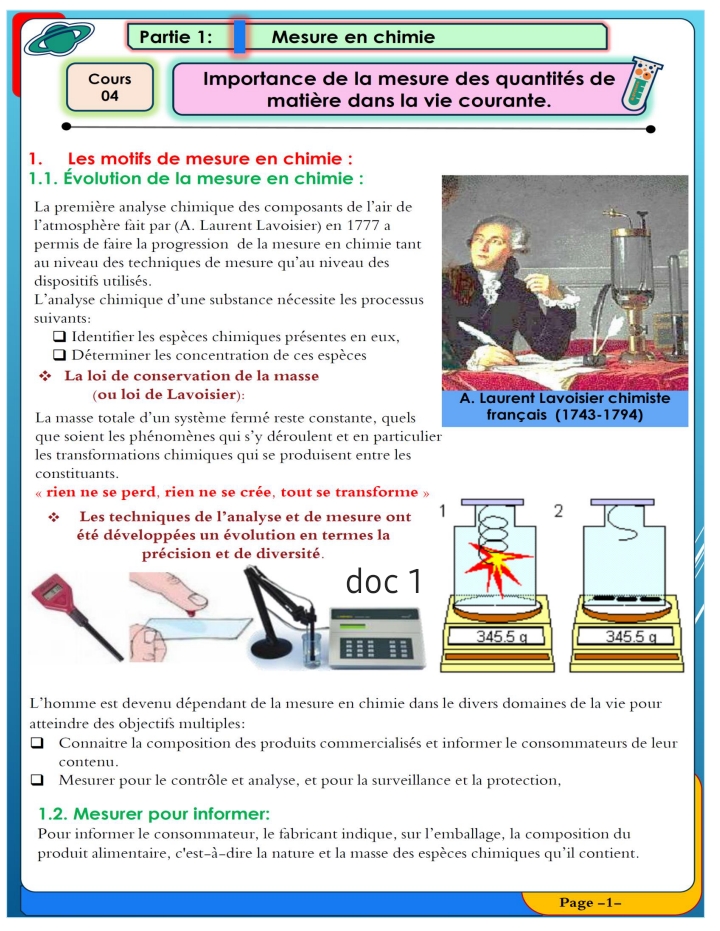 Partie 1: Mesure en chimie
Cours
04
Importance de la mesure des quantités de
matière dans la vie courante.
1. Les motifs de mesure en chimie :
1.1. Évolution de la mesure en chimie :
La première analyse chimique des composants de l'air de
l'atmosphère fait par (A. Laurent Lavoisier) en 1777 a
permis de faire la progression de la mesure en chimie tant
au niveau des techniques de mesure qu'au niveau des
dispositifs utilisés.
L'analyse chimique d'une substance nécessite les processus
suivants:
❑ Identifier les espèces chimiques présentes en eux,
❑ Déterminer les concentration de ces espèces
❖ La loi de conservation de la masse
(ou loi de Lavoisier):
A. Laurent Lavoisier chimiste
français (1743-1794)
La masse totale d'un système fermé reste constante, quels
que soient les phénomènes qui s'y déroulent et en particulier
les transformations chimiques qui se produisent entre les
constituants.
« rien ne se perd, rien ne se crée, tout se transforme »
❖ Les techniques de l'analyse et de mesure ont
été développées un évolution en termes la
précision et de diversité.
doc 1
1 2
345.5 g 345.5 g
L'homme est devenu dépendant de la mesure en chimie dans le divers domaines de la vie pour
atteindre des objectifs multiples:
❑ Connaitre la composition des produits commercialisés et informer le consommateurs de leur
contenu.
❑ Mesurer pour le contrôle et analyse, et pour la surveillance et la protection,
1.2. Mesurer pour informer:
Pour informer le consommateur, le fabricant indique, sur l'emballage, la composition du
produit alimentaire, c'est-à-dire la nature et la masse des espèces chimiques qu'il contient.
Page –1–